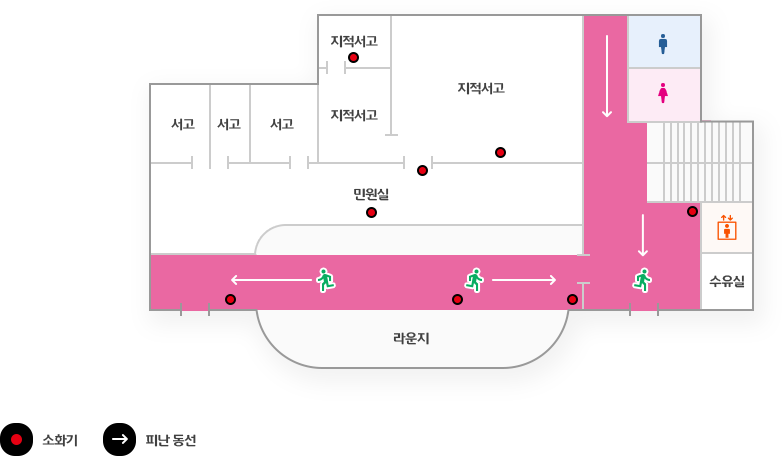 지적서고
지적서고
지적서고
서고
서고
서고
민원실
수유실
라운지
소화기
피난 동선